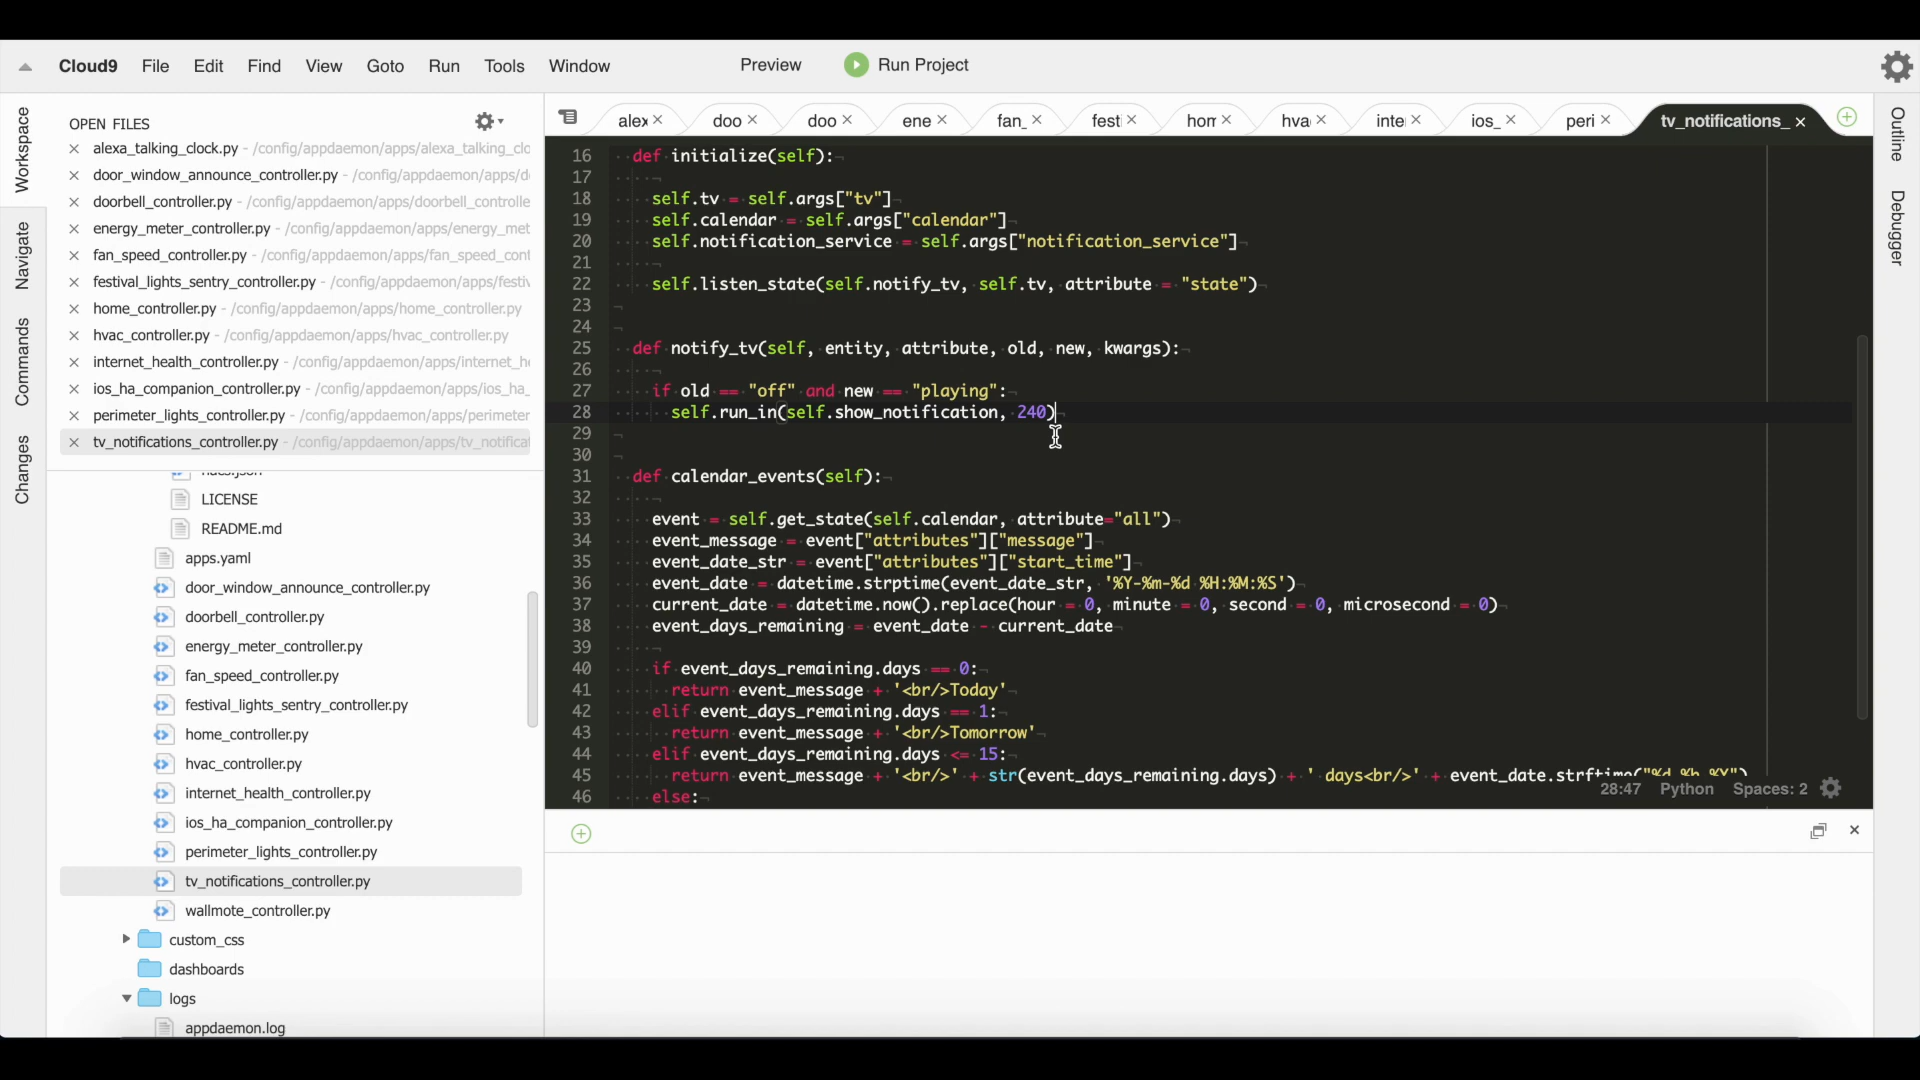 Cloud9 File Edit Find View Goto Run Tools Window Preview Run Project
Workspace
Navigate
Commands
Changes
OPEN FILES
alexa_talking_clock.py - /config/appdaemon/apps/alexa_talking_clo
door_window_announce_controller.py - /config/appdaemon/apps/d
doorbell_controller.py - /config/appdaemon/apps/doorbell_controlle
energy_meter_controller.py - /config/appdaemon/apps/energy_met
fan_speed_controller.py - /config/appdaemon/apps/fan_speed_cont
festival_lights_sentry_controller.py - /config/appdaemon/apps/festiv
home_controller.py - /config/appdaemon/apps/home_controller.py
hvac_controller.py - /config/appdaemon/apps/hvac_controller.py
internet_health_controller.py - /config/appdaemon/apps/internet_h
ios_ha_companion_controller.py - /config/appdaemon/apps/ios_ha_
perimeter_lights_controller.py - /config/appdaemon/apps/perimeter
tv_notifications_controller.py - /config/appdaemon/apps/tv_notificat
LICENSE
README.md
apps.yaml
door_window_announce_controller.py
doorbell_controller.py
energy_meter_controller.py
fan_speed_controller.py
festival_lights_sentry_controller.py
home_controller.py
hvac_controller.py
internet_health_controller.py
ios_ha_companion_controller.py
perimeter_lights_controller.py
tv_notifications_controller.py
wallmote_controller.py
custom_css
dashboards
logs
appdaemon.log
alex doo doo ene fan_ festi hom hva inte ios_ peri tv_notifications_
16 def initialize(self):
17
18 self.tv = self.args["tv"]
19 self.calendar = self.args["calendar"]
20 self.notification_service = self.args["notification_service"]
21
22 self.listen_state(self.notify_tv, self.tv, attribute = "state")
23
24
25 def notify_tv(self, entity, attribute, old, new, kwargs):
26
27 if old == "off" and new == "playing":
28 self.run_in(self.show_notification, 240)
29
30
31 def calendar_events(self):
32
33 event = self.get_state(self.calendar, attribute="all")
34 event_message = event["attributes"]["message"]
35 event_date_str = event["attributes"]["start_time"]
36 event_date = datetime.strptime(event_date_str, '%Y-%m-%d %H:%M:%S')
37 current_date = datetime.now().replace(hour = 0, minute = 0, second = 0, microsecond = 0)
38 event_days_remaining = event_date - current_date
39
40 if event_days_remaining.days == 0:
41 return event_message + '<br/>Today'
42 elif event_days_remaining.days == 1:
43 return event_message + '<br/>Tomorrow'
44 elif event_days_remaining.days <= 15:
45 return event_message + '<br/>' + str(event_days_remaining.days) + ' days<br/>' + event_date.strftime("%d %b %Y")
46 else:
28:47 Python Spaces: 2
Outline
Debugger